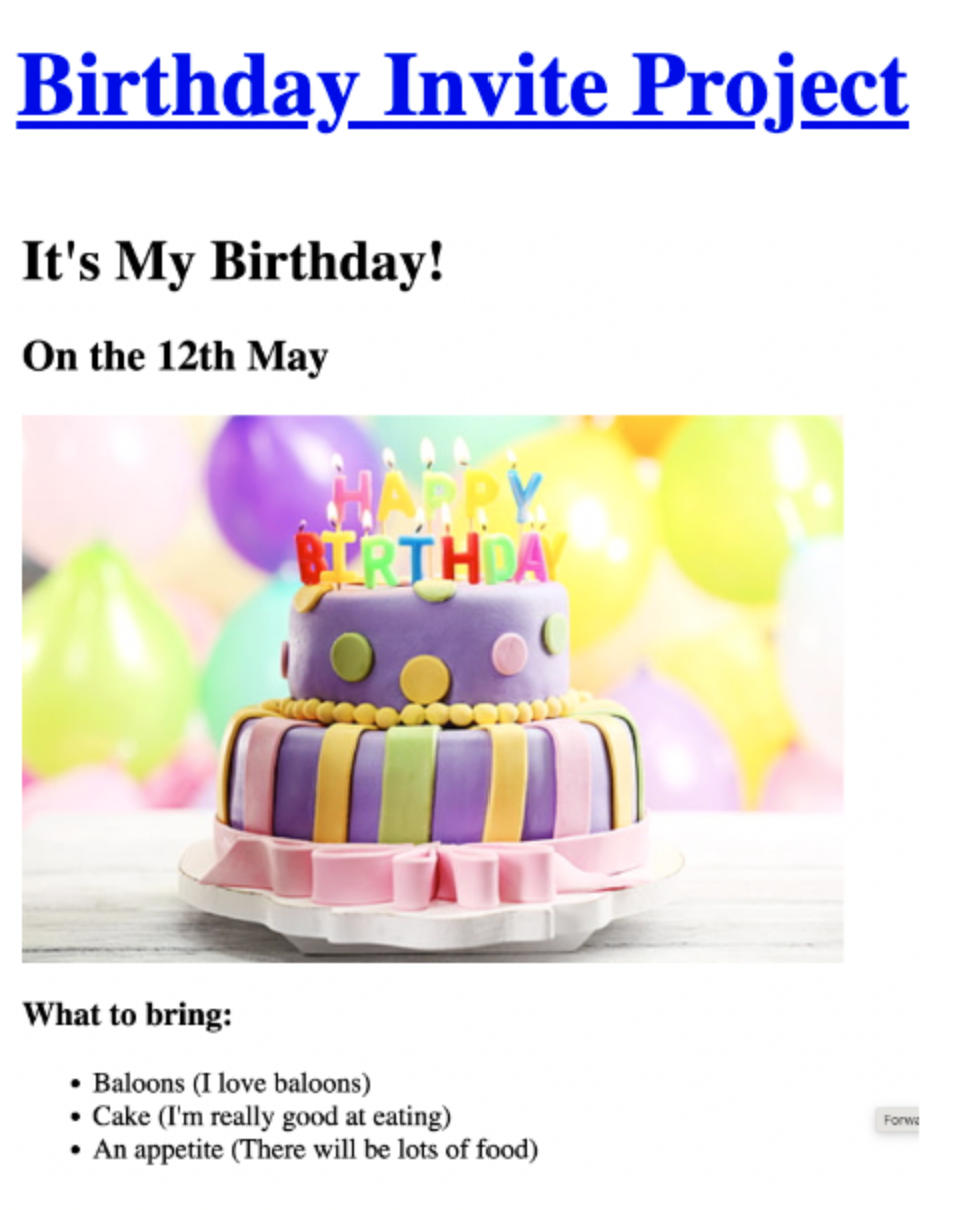 Birthday Invite Project
It's My Birthday!
On the 12th May
HAPPY
BIRTHDAY
What to bring:
Baloons (I love baloons)
Cake (I'm really good at eating)
An appetite (There will be lots of food)
Forwa